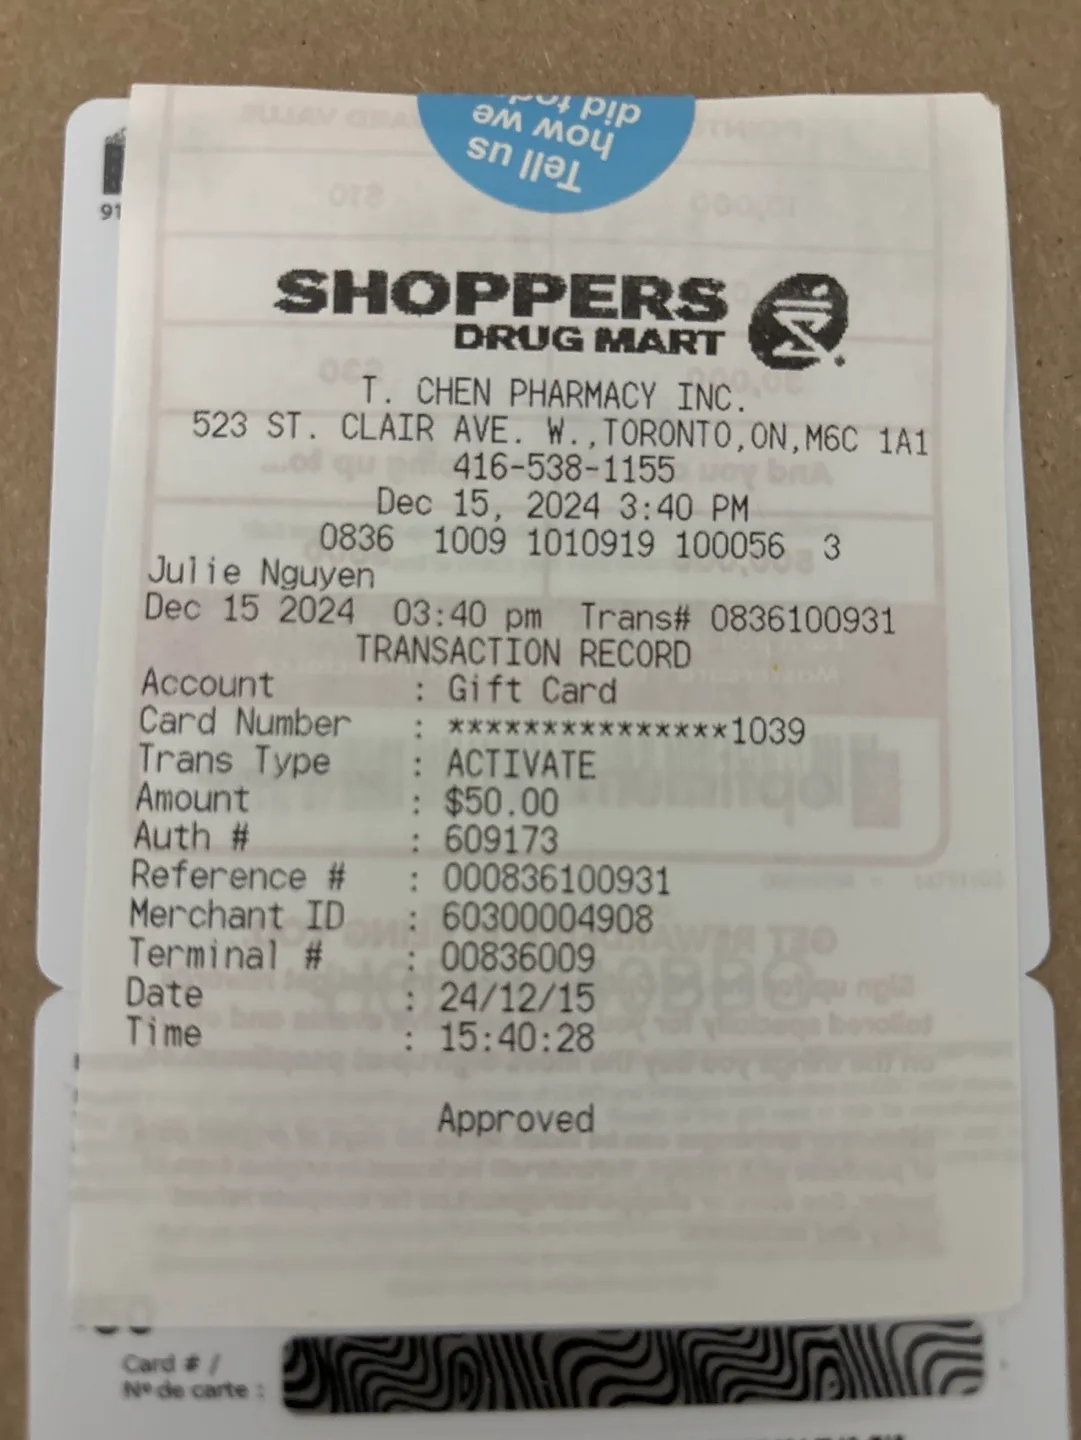 Tell us
how we
did
91
SHOPPERS
DRUG MART
T. CHEN PHARMACY INC.
523 ST. CLAIR AVE. W.,TORONTO,ON,M6C 1A1
416-538-1155
Dec 15, 2024 3:40 PM
0836 1009 1010919 100056 3
Julie Nguyen
Dec 15 2024 03:40 pm Trans# 0836100931
TRANSACTION RECORD
Account : Gift Card
Card Number : ***************1039
Trans Type : ACTIVATE
Amount : $50.00
Auth # : 609173
Reference # : 000836100931
Merchant ID : 60300004908
Terminal # : 00836009
Date : 24/12/15
Time : 15:40:28
Approved
Card # /
Nº de carte :